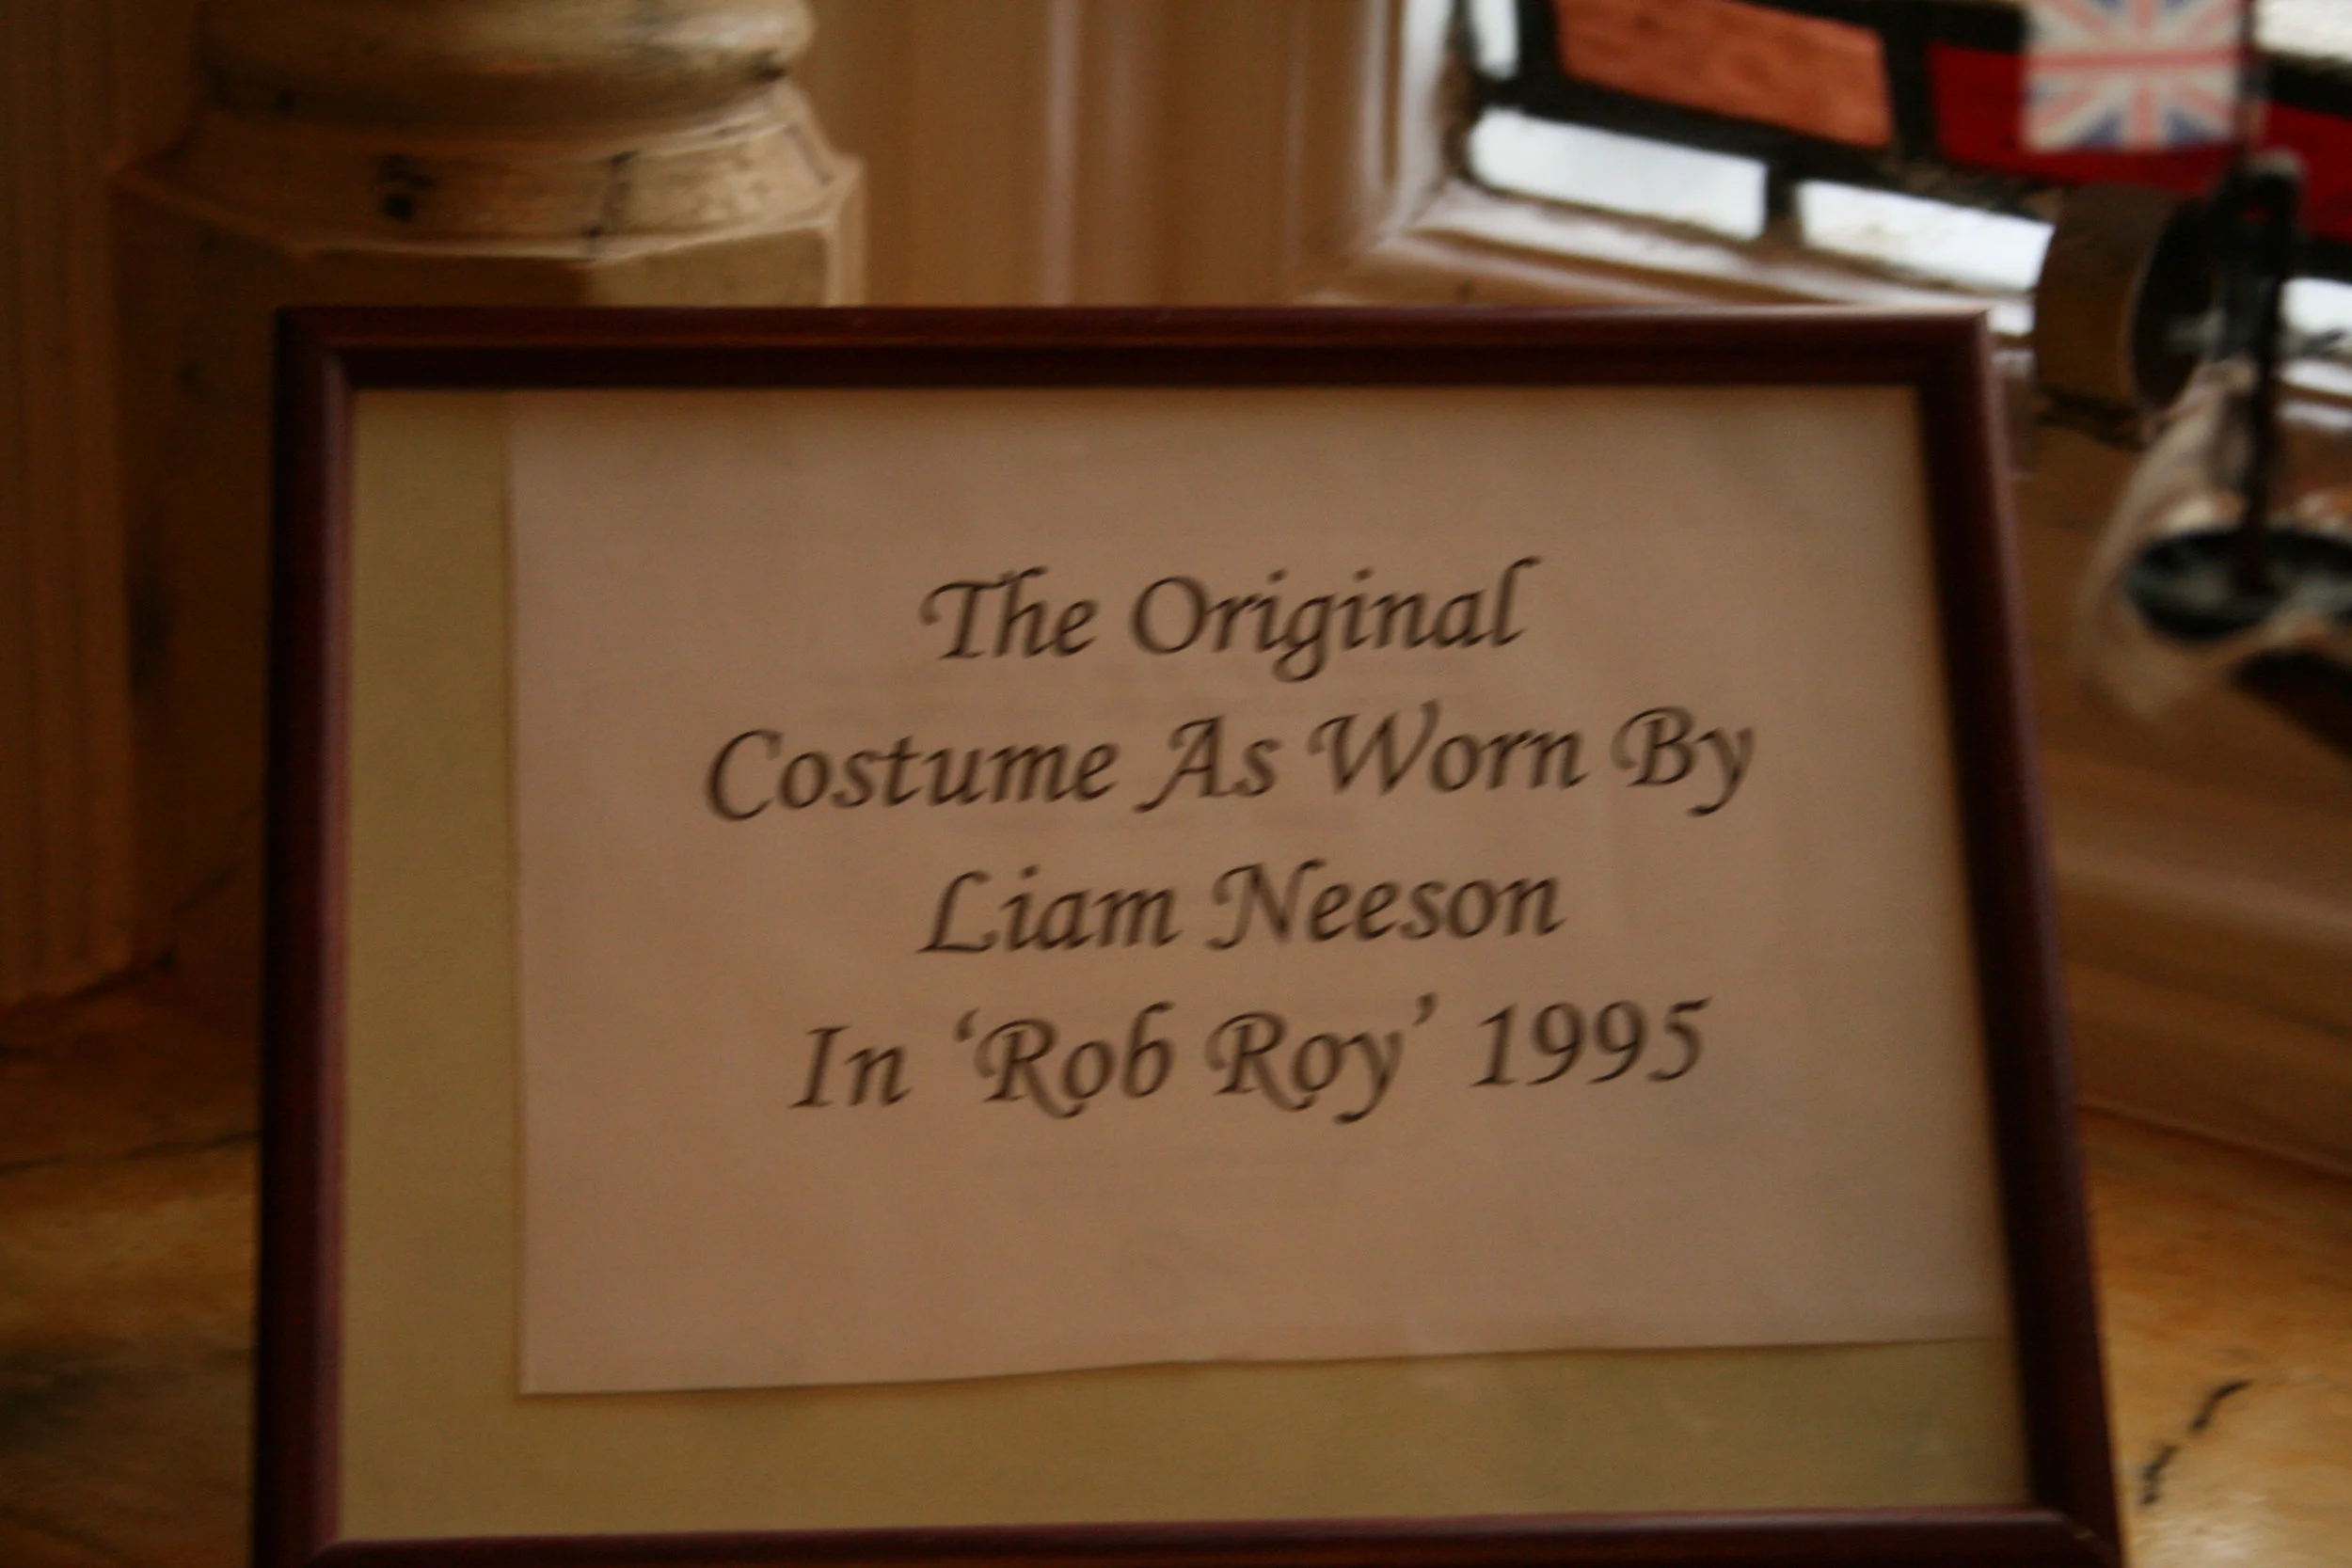 The Original
Costume As Worn By
Liam Neeson
In ‘Rob Roy’ 1995